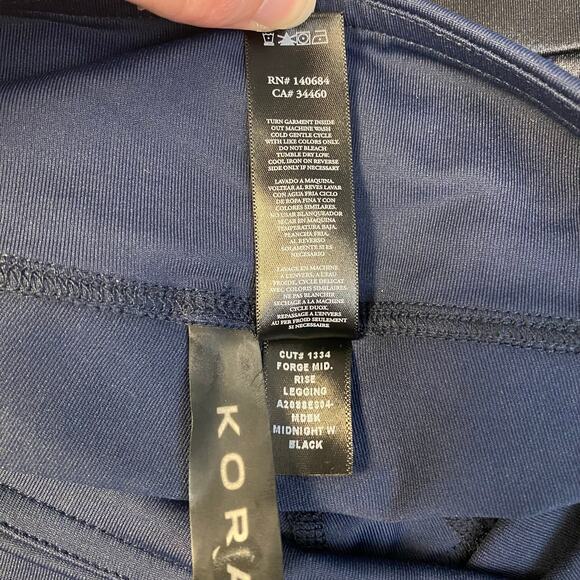 RN# 140684
CA# 34460
TURN GARMENT INSIDE
OUT MACHINE WASH
COLD GENTLE CYCLE
WITH LIKE COLORS ONLY.
DO NOT BLEACH
TUMBLE DRY LOW.
COOL IRON ON REVERSE
SIDE ONLY IF NECESSARY
LAVADO A MAQUINA.
VOLTEAR AL REVES LAVAR
CON AGUA FRIA CICLO
DE ROPA FINA Y CON
COLORES SIMILARES.
NO USAR BLANQUEADOR
SECAR EN MAQUINA
TEMPERATURA BAJA.
PLANCHA FRIA,
AL REVERSO
SOLAMENTE SI ES
NECESARIO
LAVAGE EN MACHINE
A L'ENVERS, A L'EAU
FROIDE, CYCLE DELICAT
AVEC COLORIS SIMILAIRES.
NE PAS BLANCHIR
SECHAGE A LA MACHINE
CYCLE DOUX,
REPASSAGE A L'ENVERS
AU FER FROID SEULEMENT
SI NECESSAIRE
CUT# 1334
FORGE MID.
RISE
LEGGING
MDBK
MIDNIGHT W
BLACK
KORA